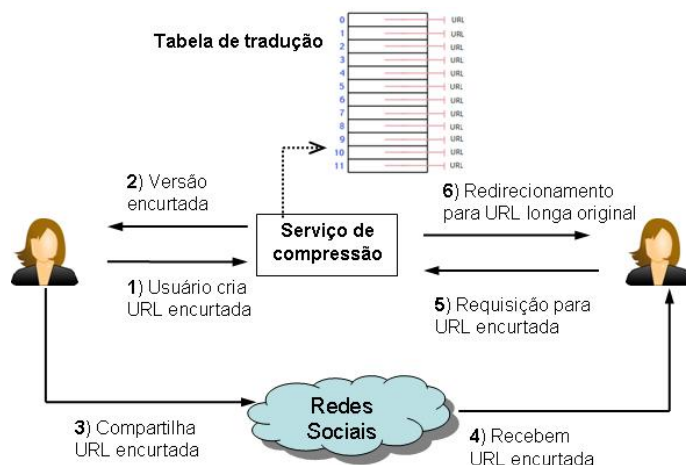 Tabela de tradução
0 URL
1 URL
2 URL
3 URL
4 URL
5 URL
6 URL
7 URL
8 URL
9 URL
10 URL
11 URL
2) Versão
encurtada
6) Redirecionamento
para URL longa original
Serviço de
compressão
1) Usuário cria
URL encurtada
5) Requisição para
URL encurtada
Redes
Sociais
3) Compartilha
URL encurtada
4) Recebem
URL encurtada